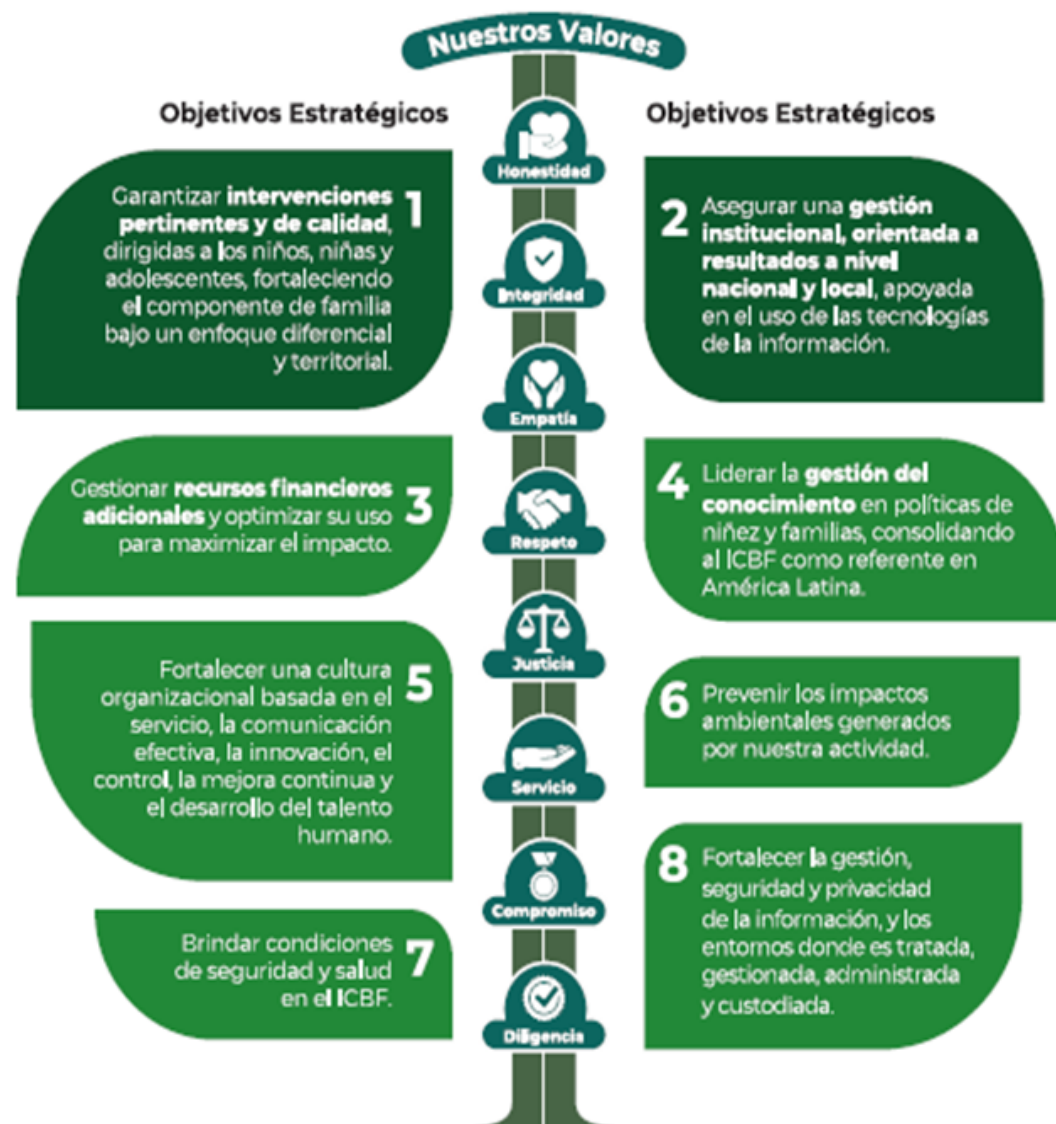 Nuestros Valores
Objetivos Estratégicos
Objetivos Estratégicos
Honestidad
1
Garantizar intervenciones
pertinentes y de calidad,
dirigidas a los niños, niñas y
adolescentes, fortaleciendo
el componente de familia
bajo un enfoque diferencial
y territorial.
2
Asegurar una gestión
institucional, orientada a
resultados a nivel
nacional y local, apoyada
en el uso de las tecnologías
de la información.
Integridad
Empatía
3
Gestionar recursos financieros
adicionales y optimizar su uso
para maximizar el impacto.
4
Liderar la gestión del
conocimiento en políticas de
niñez y familias, consolidando
al ICBF como referente en
América Latina.
Respeto
Justicia
5
Fortalecer una cultura
organizacional basada en el
servicio, la comunicación
efectiva, la innovación, el
control, la mejora continua y
el desarrollo del talento
humano.
6
Prevenir los impactos
ambientales generados
por nuestra actividad.
Servicio
Compromiso
7
Brindar condiciones
de seguridad y salud
en el ICBF.
8
Fortalecer la gestión,
seguridad y privacidad
de la información, y los
entornos donde es tratada,
gestionada, administrada
y custodiada.
Diligencia